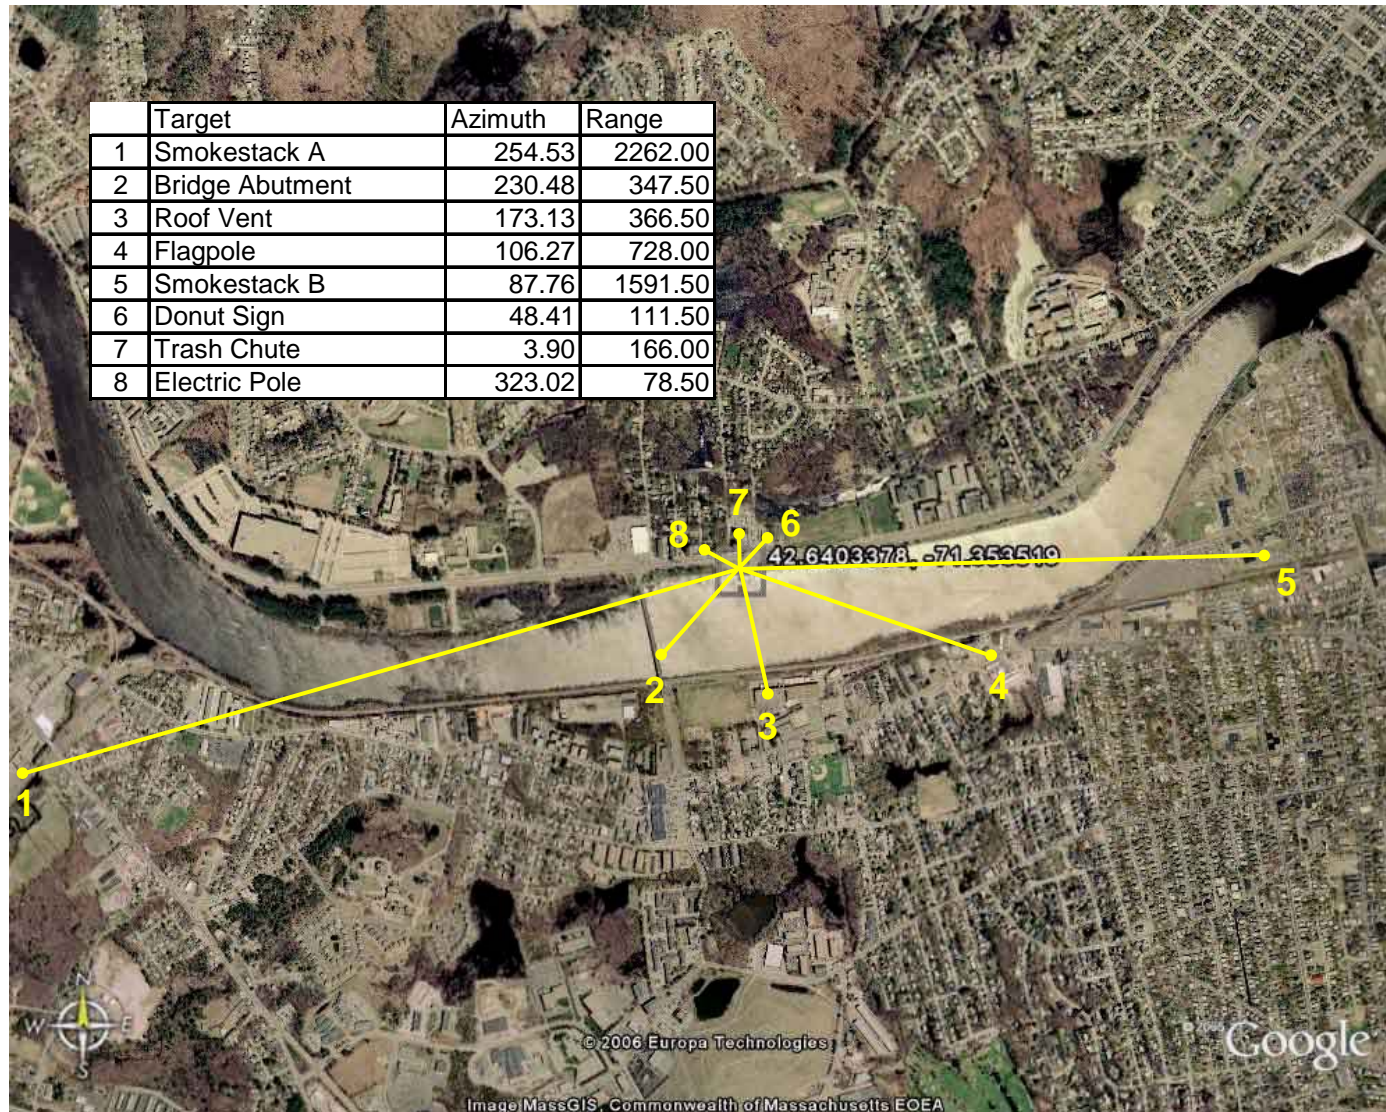 Target Azimuth Range
1 Smokestack A 254.53 2262.00
2 Bridge Abutment 230.48 347.50
3 Roof Vent 173.13 366.50
4 Flagpole 106.27 728.00
5 Smokestack B 87.76 1591.50
6 Donut Sign 48.41 111.50
7 Trash Chute 3.90 166.00
8 Electric Pole 323.02 78.50
7
6
8
42.6403378, -71.353519
5
2
4
3
1
N
W E
S
© 2006 Europa Technologies
Google
Image MassGIS, Commonwealth of Massachusetts EOEA